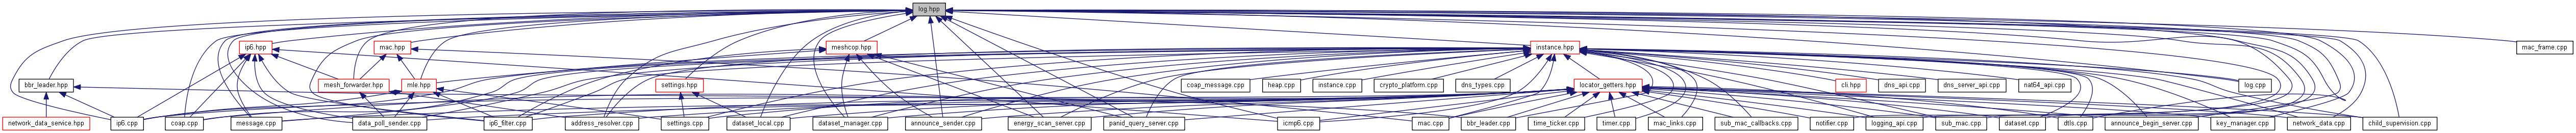 log.hpp
ip6.hpp
mac.hpp
meshcop.hpp
instance.hpp
mac_frame.cpp
bbr_leader.hpp
mesh_forwarder.hpp
mle.hpp
settings.hpp
coap_message.cpp
heap.cpp
instance.cpp
crypto_platform.cpp
dns_types.cpp
locator_getters.hpp
cli.hpp
dns_api.cpp
dns_server_api.cpp
nat64_api.cpp
log.cpp
network_data_service.hpp
ip6.cpp
coap.cpp
message.cpp
data_poll_sender.cpp
ip6_filter.cpp
address_resolver.cpp
settings.cpp
dataset_local.cpp
dataset_manager.cpp
announce_sender.cpp
energy_scan_server.cpp
panid_query_server.cpp
icmp6.cpp
mac.cpp
bbr_leader.cpp
time_ticker.cpp
timer.cpp
mac_links.cpp
sub_mac_callbacks.cpp
notifier.cpp
logging_api.cpp
sub_mac.cpp
dataset.cpp
dtls.cpp
announce_begin_server.cpp
key_manager.cpp
network_data.cpp
child_supervision.cpp